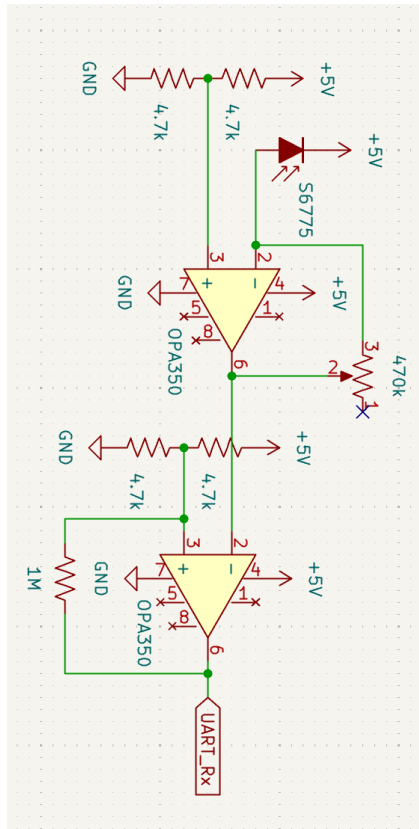 GND
4.7k
4.7k
+5V
+5V
S6775
3
2
+
-
7
4
GND
+5V
5
1
8
OPA350
6
3
470k
2
1
GND
4.7k
4.7k
+5V
3
2
+
-
7
4
GND
+5V
5
1
8
OPA350
6
1M
UART_Rx